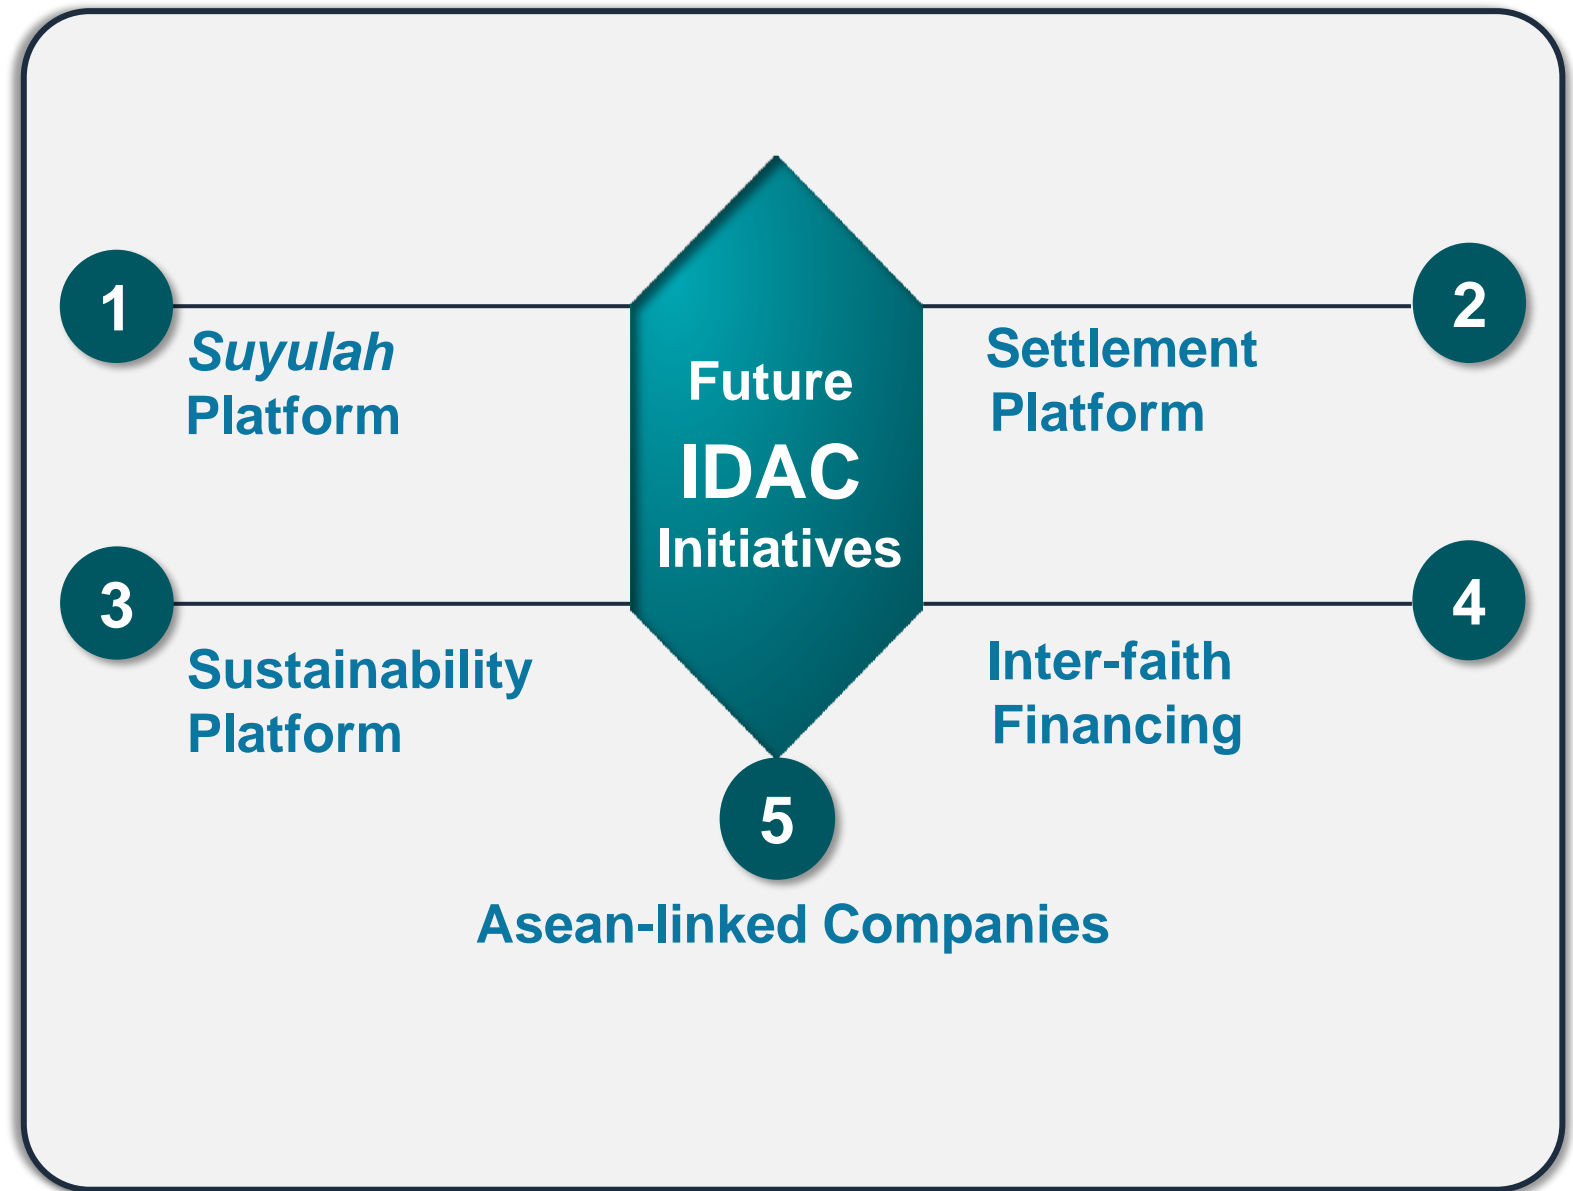 Future
IDAC
Initiatives
1
Suyulah
Platform
2
Settlement
Platform
3
Sustainability
Platform
4
Inter-faith
Financing
5
Asean-linked Companies